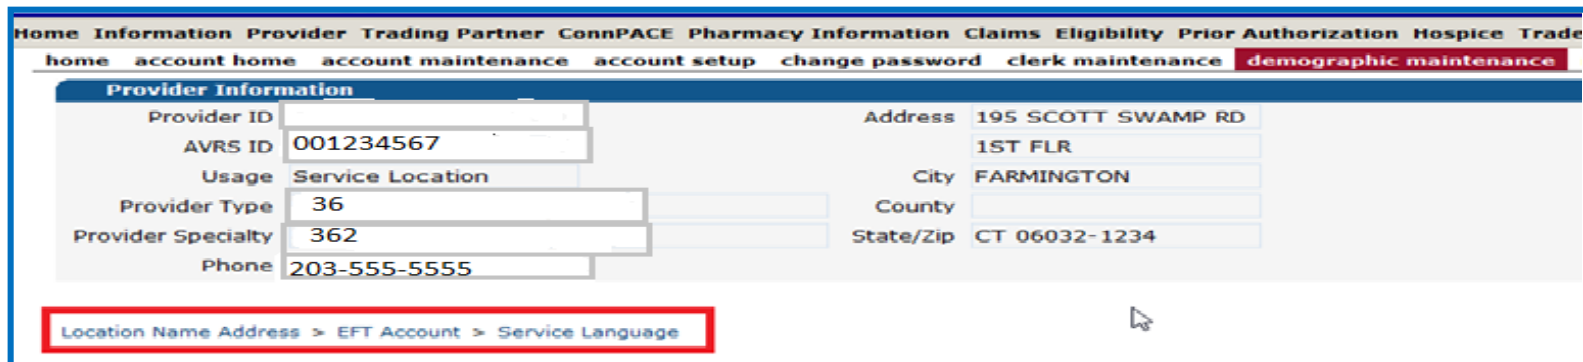 Home Information Provider Trading Partner ConnPACE Pharmacy Information Claims Eligibility Prior Authorization Hospice Trade
home account home account maintenance account setup change password clerk maintenance demographic maintenance
Provider Information
Provider ID Address 195 SCOTT SWAMP RD
AVRS ID 001234567 1ST FLR
Usage Service Location City FARMINGTON
Provider Type 36 County
Provider Specialty 362 State/Zip CT 06032-1234
Phone 203-555-5555
Location Name Address > EFT Account > Service Language